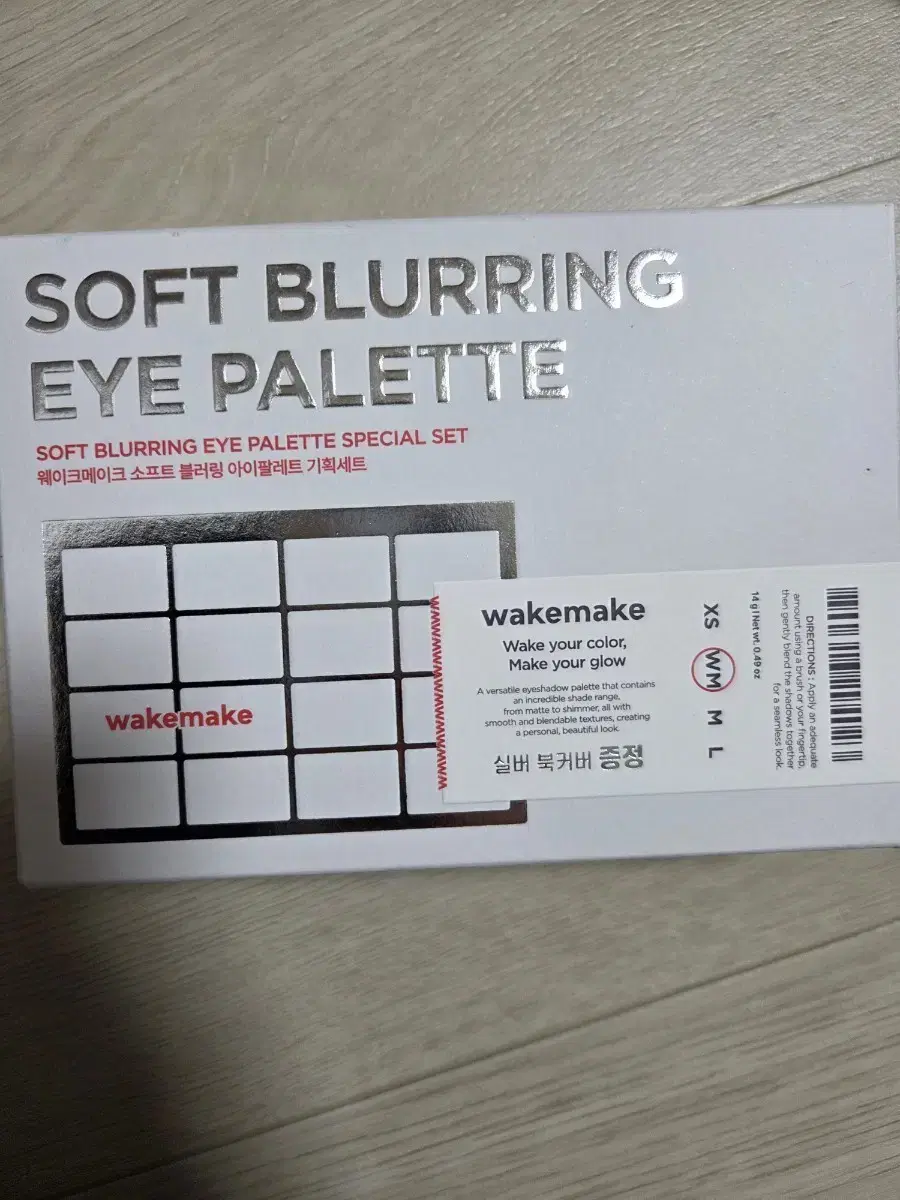 SOFT BLURRING
EYE PALETTE
SOFT BLURRING EYE PALETTE SPECIAL SET
웨이크메이크 소프트 블러링 아이팔레트 기획세트
wakemake
wakemake
Wake your color,
Make your glow
A versatile eyeshadow palette that contains
an incredible shade range,
from matte to shimmer, all with
smooth and blendable textures, creating
a personal, beautiful look.
실버 북커버 증정
XS WM M L
14 g | Net wt. 0.49 oz
DIRECTIONS : Apply an adequate
amount using a brush or your fingertip,
then gently blend the shadows together
for a seamless look.